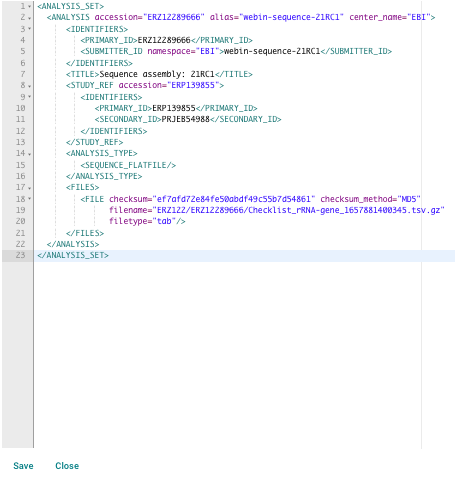 1 <ANALYSIS_SET>
2 <ANALYSIS accession="ERZ1ZZ89666" alias="webin-sequence-Z1RC1" center_name="EBI">
3 <IDENTIFIERS>
4 <PRIMARY_ID>ERZ1ZZ89666</PRIMARY_ID>
5 <SUBMITTER_ID namespace="EBI">webin-sequence-Z1RC1</SUBMITTER_ID>
6 </IDENTIFIERS>
7 <TITLE>Sequence assembly: Z1RC1</TITLE>
8 <STUDY_REF accession="ERP139855">
9 <IDENTIFIERS>
10 <PRIMARY_ID>ERP139855</PRIMARY_ID>
11 <SECONDARY_ID>PRJEB54988</SECONDARY_ID>
12 </IDENTIFIERS>
13 </STUDY_REF>
14 <ANALYSIS_TYPE>
15 <SEQUENCE_FLATFILE/>
16 </ANALYSIS_TYPE>
17 <FILES>
18 <FILE checksum="ef7afd72e84fe50abdf49c55b7d54861" checksum_method="MD5"
19 filename="ERZ1ZZ/ERZ1ZZ89666/Checklist_rRNA-gene_1657881400345.tsv.gz"
20 filetype="tab"/>
21 </FILES>
22 </ANALYSIS>
23 </ANALYSIS_SET>
Save Close